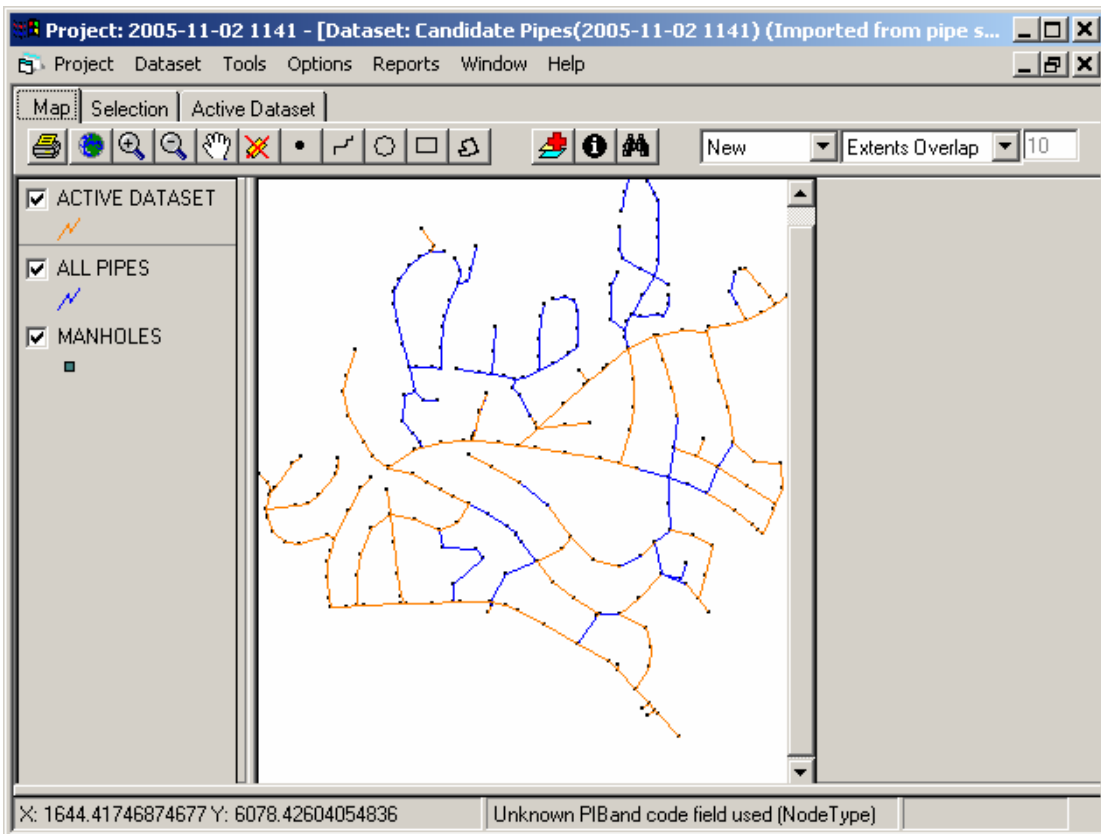 Project: 2005-11-02 1141 - [Dataset: Candidate Pipes(2005-11-02 1141) (Imported from pipe s...
Project Dataset Tools Options Reports Window Help
Map Selection Active Dataset
New Extents Overlap 10
ACTIVE DATASET
ALL PIPES
MANHOLES
X: 1644.41746874677 Y: 6078.42604054836 Unknown PIBand code field used (NodeType)